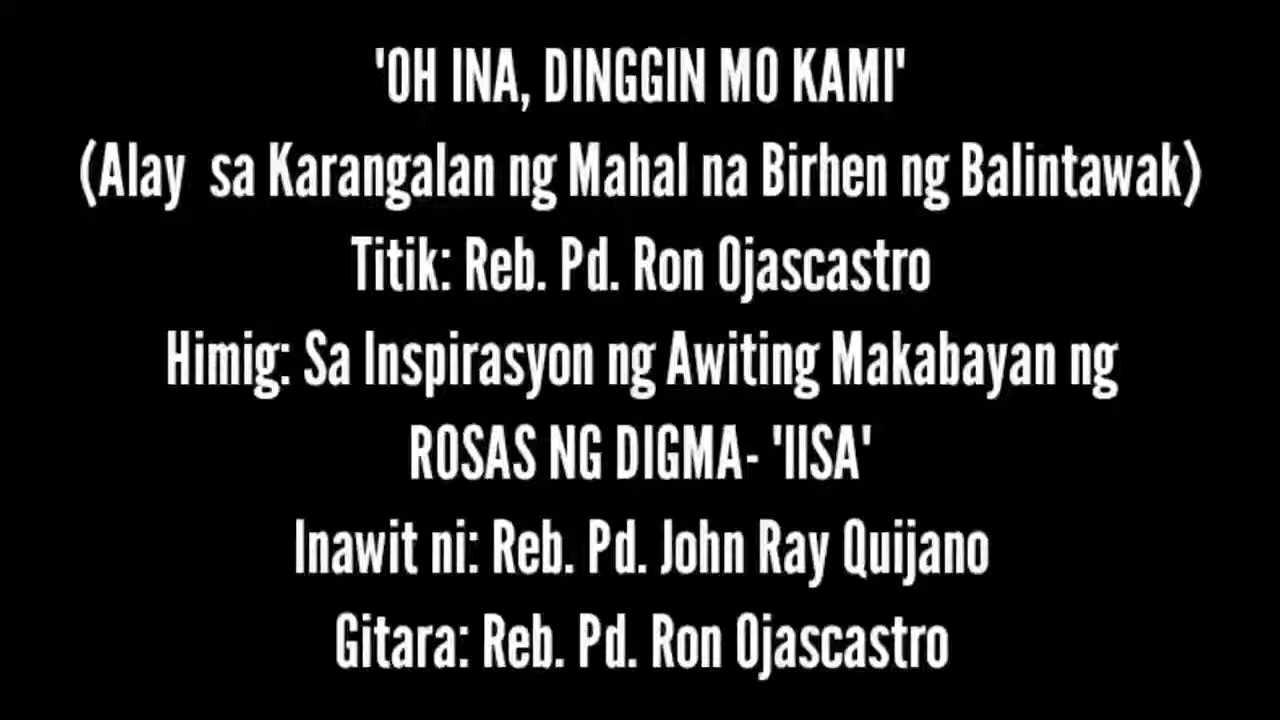 'OH INA, DINGGIN MO KAMI'
(Alay sa Karangalan ng Mahal na Birhen ng Balintawak)
Titik: Reb. Pd. Ron Ojascastro
Himig: Sa Inspirasyon ng Awiting Makabayan ng
ROSAS NG DIGMA- 'IISA'
Inawit ni: Reb. Pd. John Ray Quijano
Gitara: Reb. Pd. Ron Ojascastro